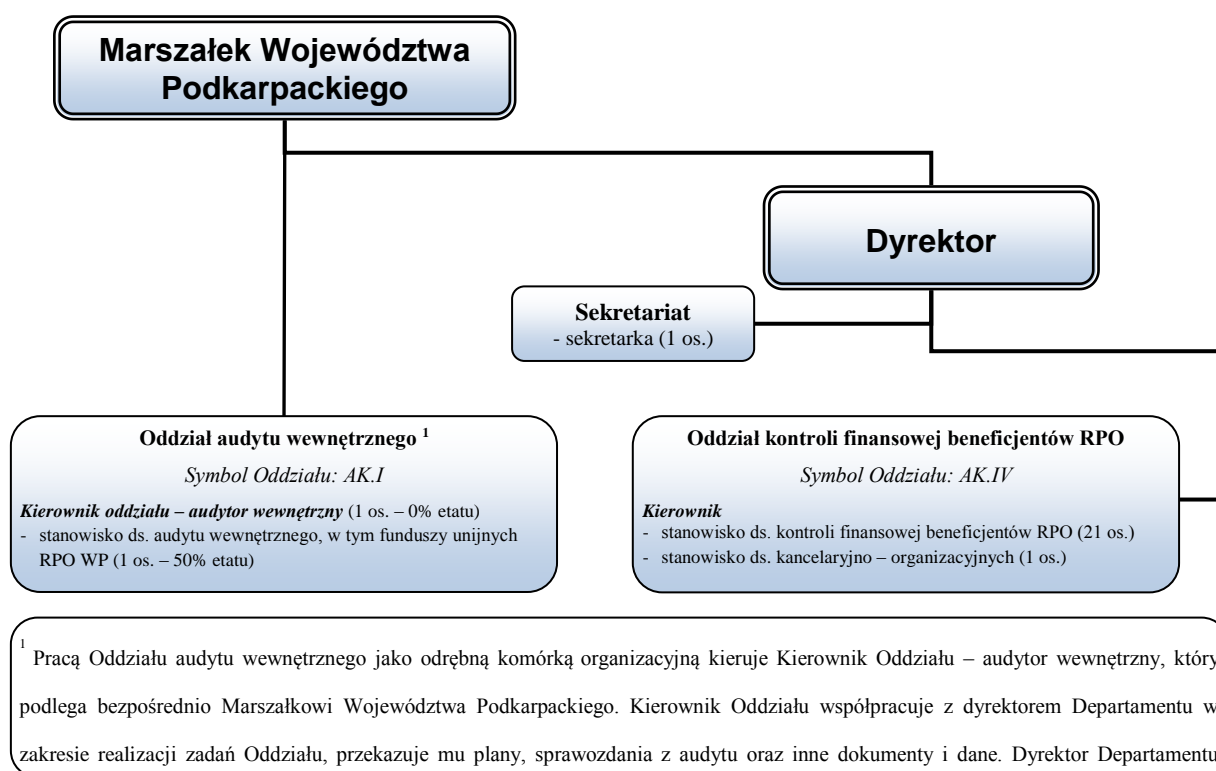 Marszałek Województwa
Podkarpackiego
Dyrektor
Sekretariat
- sekretarka (1 os.)
Oddział audytu wewnętrznego ¹
Symbol Oddziału: AK.I
Kierownik oddziału – audytor wewnętrzny (1 os. – 0% etatu)
- stanowisko ds. audytu wewnętrznego, w tym funduszy unijnych
RPO WP (1 os. – 50% etatu)
Oddział kontroli finansowej beneficjentów RPO
Symbol Oddziału: AK.IV
Kierownik
- stanowisko ds. kontroli finansowej beneficjentów RPO (21 os.)
- stanowisko ds. kancelaryjno – organizacyjnych (1 os.)
¹ Pracą Oddziału audytu wewnętrznego jako odrębną komórką organizacyjną kieruje Kierownik Oddziału – audytor wewnętrzny, który
podlega bezpośrednio Marszałkowi Województwa Podkarpackiego. Kierownik Oddziału współpracuje z dyrektorem Departamentu w
zakresie realizacji zadań Oddziału, przekazuje mu plany, sprawozdania z audytu oraz inne dokumenty i dane. Dyrektor Departamentu